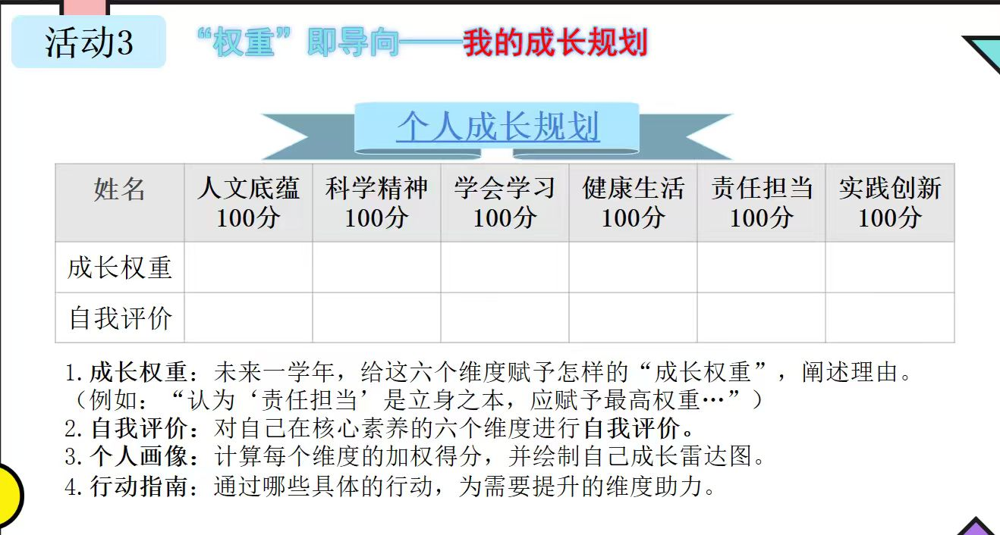 活动3
“权重”即导向——我的成长规划
个人成长规划
姓名 人文底蕴 科学精神 学会学习 健康生活 责任担当 实践创新
100分 100分 100分 100分 100分 100分
成长权重
自我评价
1.成长权重：未来一学年，给这六个维度赋予怎样的“成长权重”，阐述理由。
（例如：“认为‘责任担当’是立身之本，应赋予最高权重…”）
2.自我评价：对自己在核心素养的六个维度进行自我评价。
3.个人画像：计算每个维度的加权得分，并绘制自己成长雷达图。
4.行动指南：通过哪些具体的行动，为需要提升的维度助力。